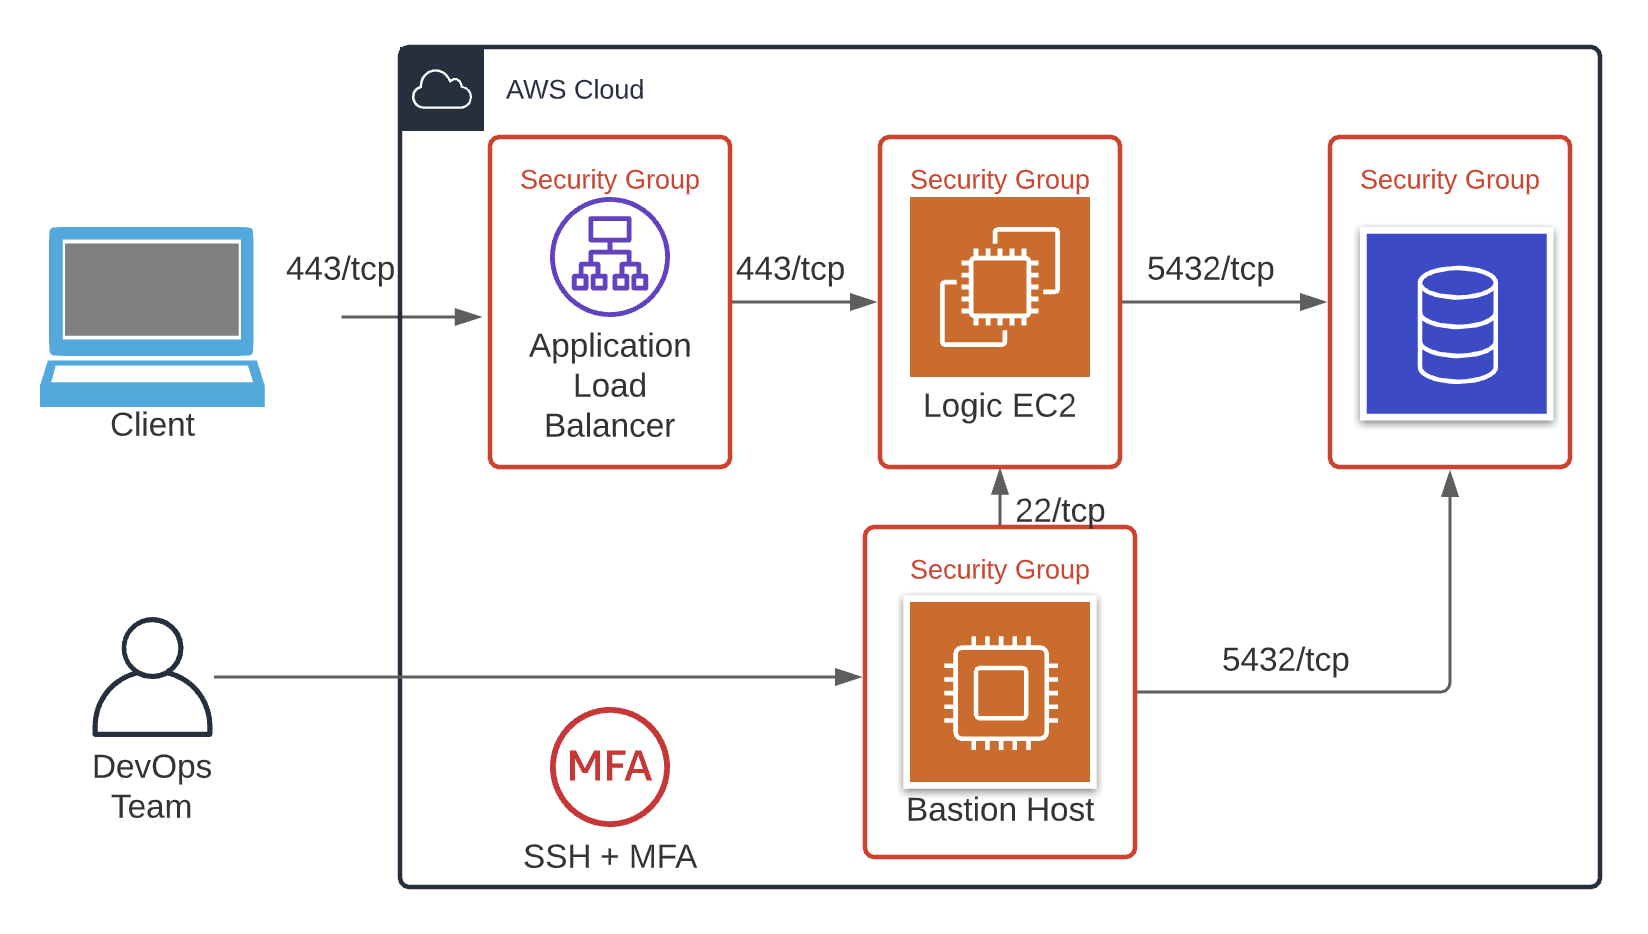 AWS Cloud
Security Group
Security Group
Security Group
443/tcp
443/tcp
5432/tcp
Application
Load
Balancer
Logic EC2
Client
22/tcp
Security Group
5432/tcp
MFA
DevOps
Team
Bastion Host
SSH + MFA